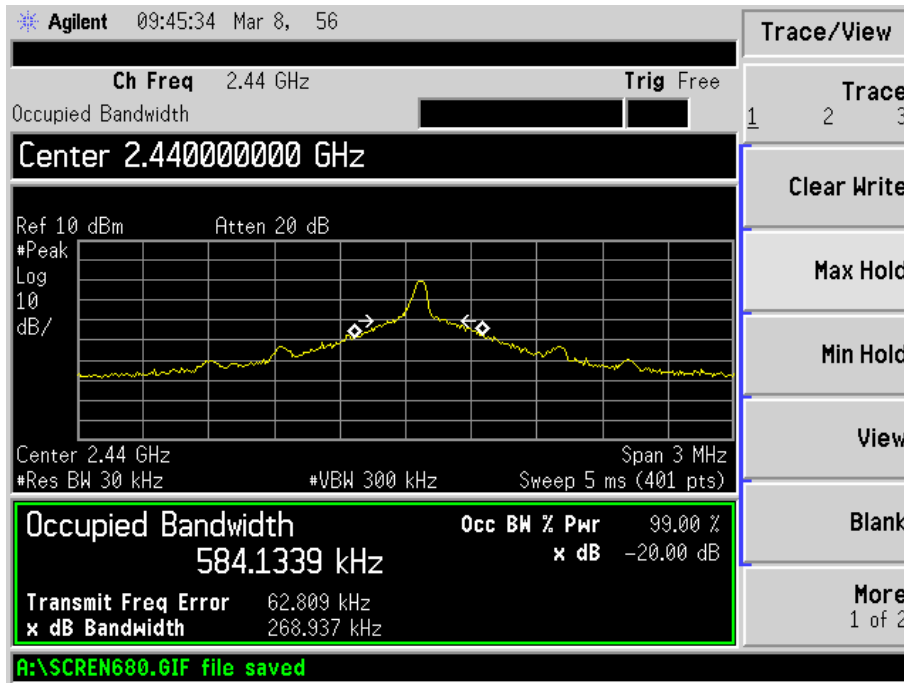 Agilent 09:45:34 Mar 8, 56
Trace/View
Ch Freq 2.44 GHz Trig Free
Occupied Bandwidth
Center 2.440000000 GHz
Ref 10 dBm Atten 20 dB
#Peak
Log
10
dB/
Center 2.44 GHz Span 3 MHz
#Res BW 30 kHz #VBW 300 kHz Sweep 5 ms (401 pts)
Occupied Bandwidth
584.1339 kHz
Occ BW % Pwr 99.00 %
x dB -20.00 dB
Transmit Freq Error 62.809 kHz
x dB Bandwidth 268.937 kHz
A:\SCREN680.GIF file saved
Trace
1 2 3
Clear Write
Max Hold
Min Hold
View
Blank
More
1 of 2